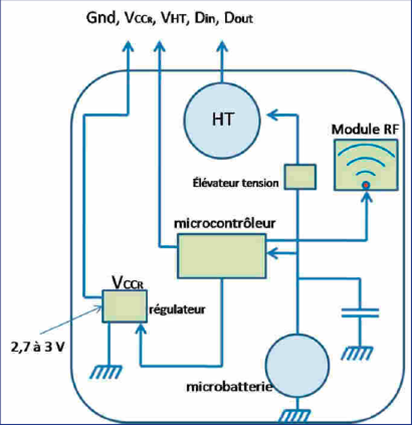 Gnd, VCCR, VHT, Din, Dout
HT
Module RF
Élévateur tension
microcontrôleur
VCCR
régulateur
2,7 à 3 V
microbatterie